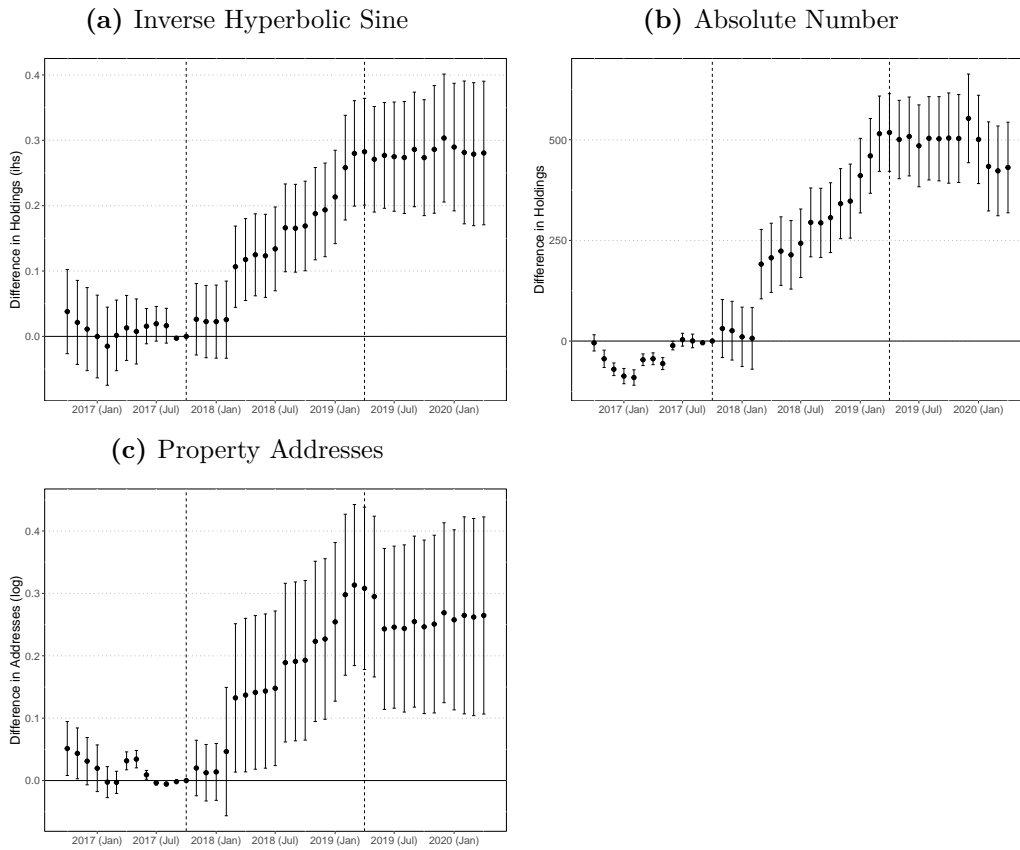 (a) Inverse Hyperbolic Sine
Difference in Holdings (ihs)
0.4
0.3
0.2
0.1
0.0
2017 (Jan) 2017 (Jul) 2018 (Jan) 2018 (Jul) 2019 (Jan) 2019 (Jul) 2020 (Jan)
(b) Absolute Number
Difference in Holdings
500
250
0
2017 (Jan) 2017 (Jul) 2018 (Jan) 2018 (Jul) 2019 (Jan) 2019 (Jul) 2020 (Jan)
(c) Property Addresses
Difference in Addresses (log)
0.4
0.3
0.2
0.1
0.0
2017 (Jan) 2017 (Jul) 2018 (Jan) 2018 (Jul) 2019 (Jan) 2019 (Jul) 2020 (Jan)